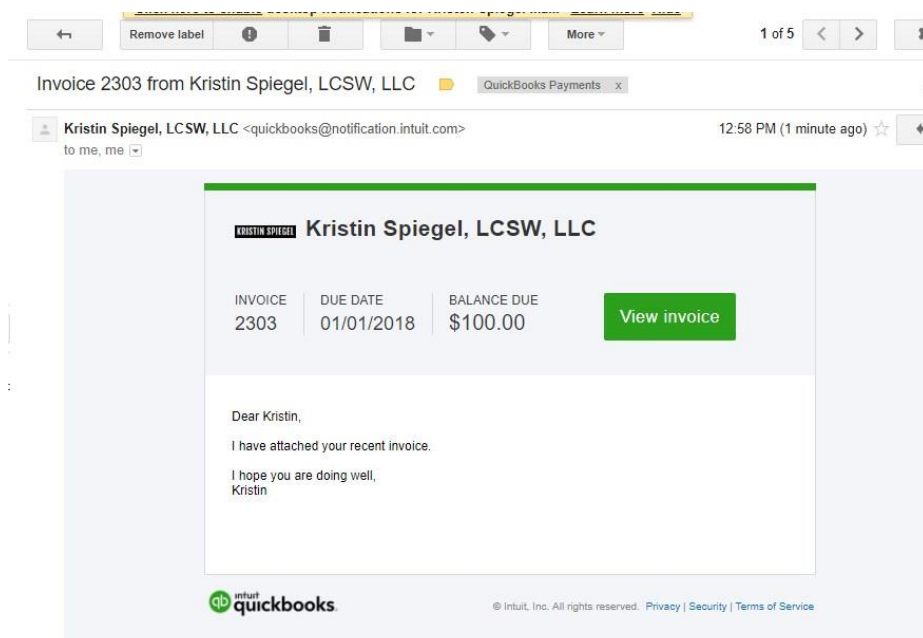 Remove label
More
1 of 5
Invoice 2303 from Kristin Spiegel, LCSW, LLC
QuickBooks Payments x
Kristin Spiegel, LCSW, LLC <quickbooks@notification.intuit.com>
12:58 PM (1 minute ago)
to me, me
KRISTIN SPIEGEL Kristin Spiegel, LCSW, LLC
INVOICE DUE DATE BALANCE DUE
2303 01/01/2018 $100.00
View invoice
Dear Kristin,
I have attached your recent invoice.
I hope you are doing well,
Kristin
qb intuit quickbooks.
© Intuit, Inc. All rights reserved. Privacy | Security | Terms of Service